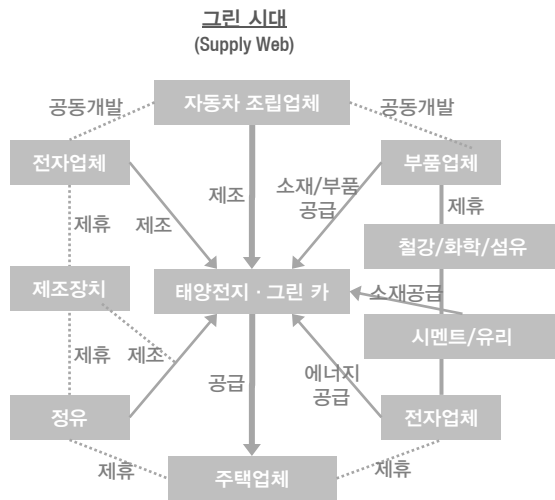 그린 시대
(Supply Web)
공동개발
자동차 조립업체
공동개발
전자업체
부품업체
제조
소재/부품
공급
제휴
제조
제휴
철강/화학/섬유
제조장치
태양전지 · 그린 카
소재공급
시멘트/유리
제휴
제조
공급
에너지
공급
정유
전자업체
제휴
주택업체
제휴